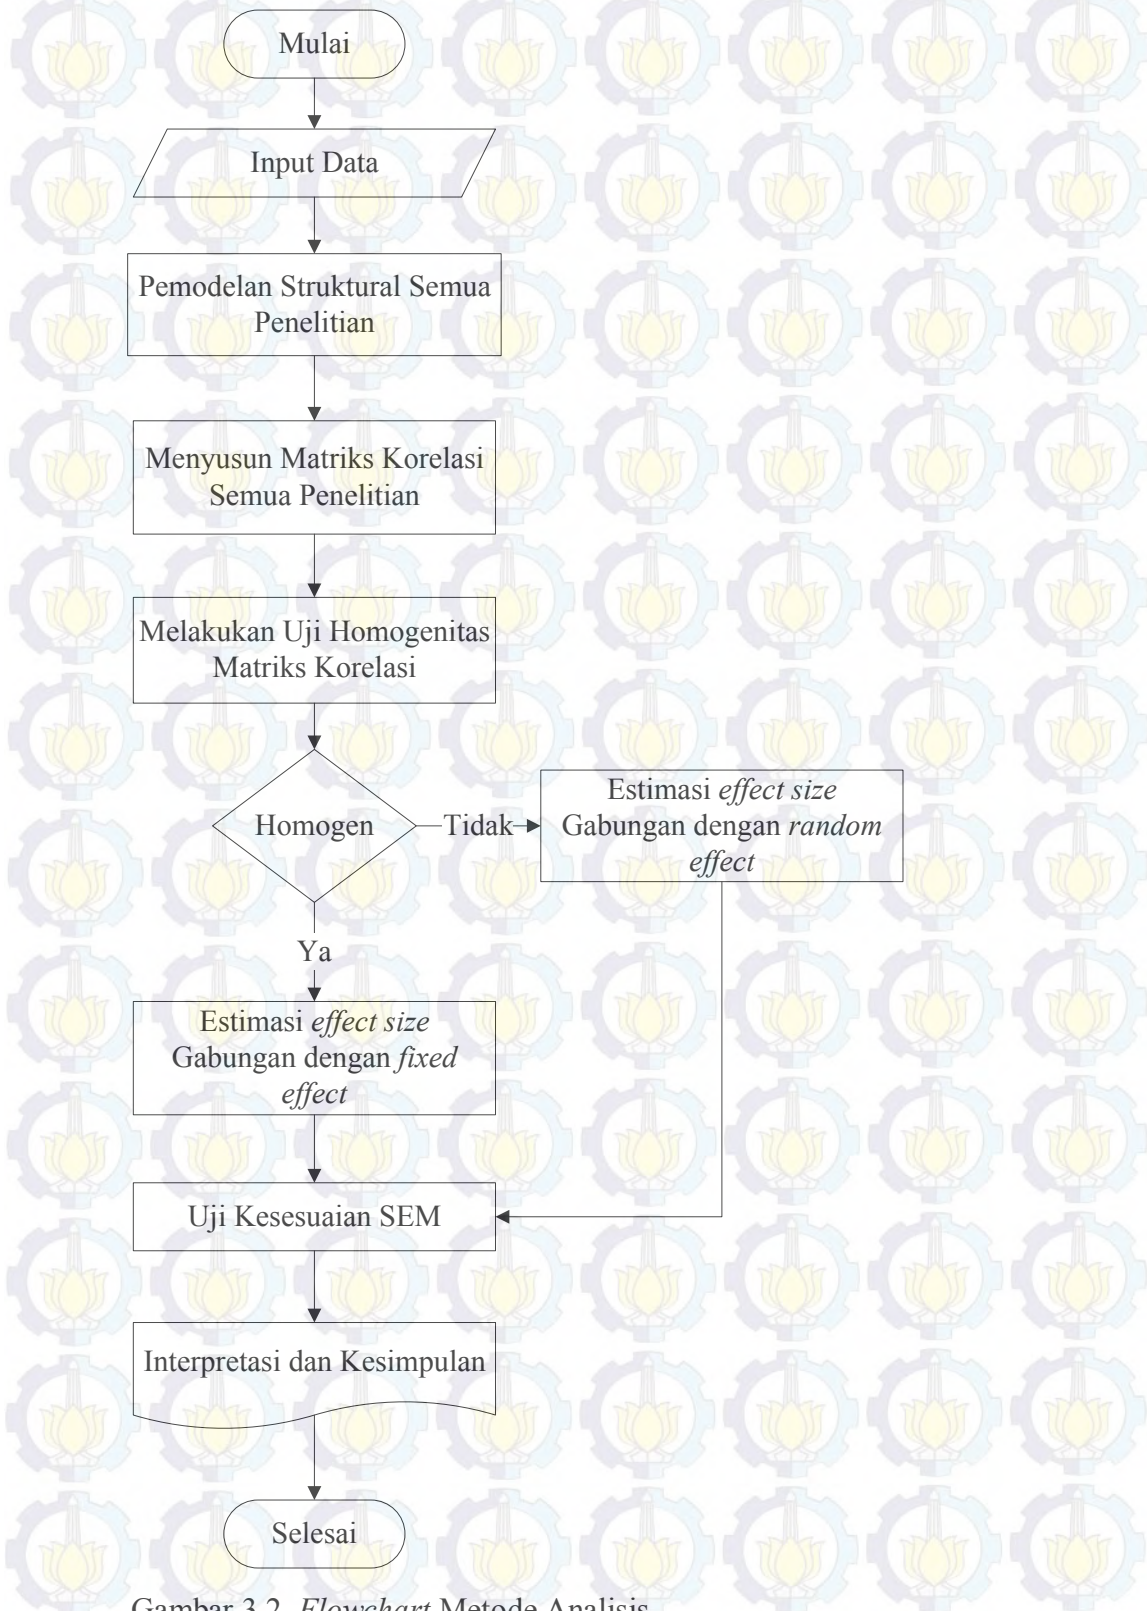 Mulai
Input Data
Pemodelan Struktural Semua
Penelitian
Menyusun Matriks Korelasi
Semua Penelitian
Melakukan Uji Homogenitas
Matriks Korelasi
Homogen
Tidak
Estimasi effect size
Gabungan dengan random
effect
Ya
Estimasi effect size
Gabungan dengan fixed
effect
Uji Kesesuaian SEM
Interpretasi dan Kesimpulan
Selesai
Gambar 3.2 Flowchart Metode Analisis